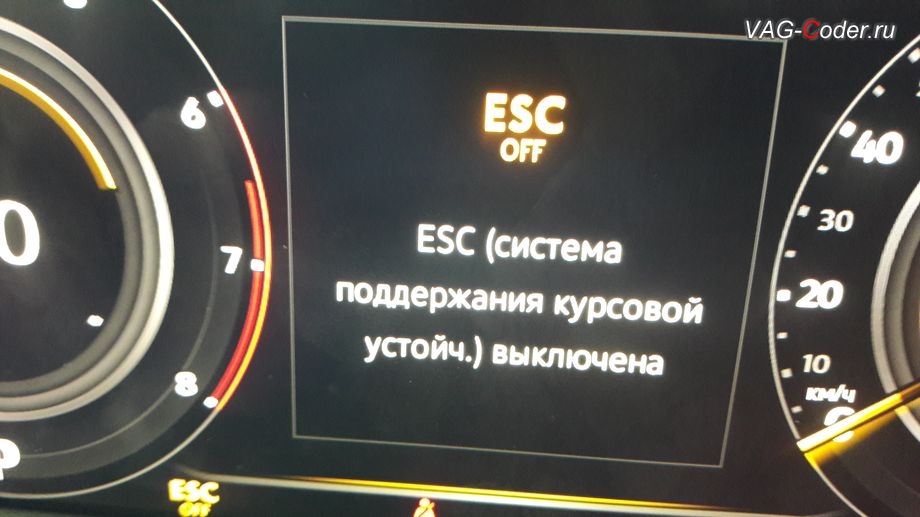 VAG-Coder.ru
6
7
8
0
P
ESC
OFF
ESC (система
поддержания курсовой
устойч.) выключена
40
30
20
10
км/ч
ESC
OFF